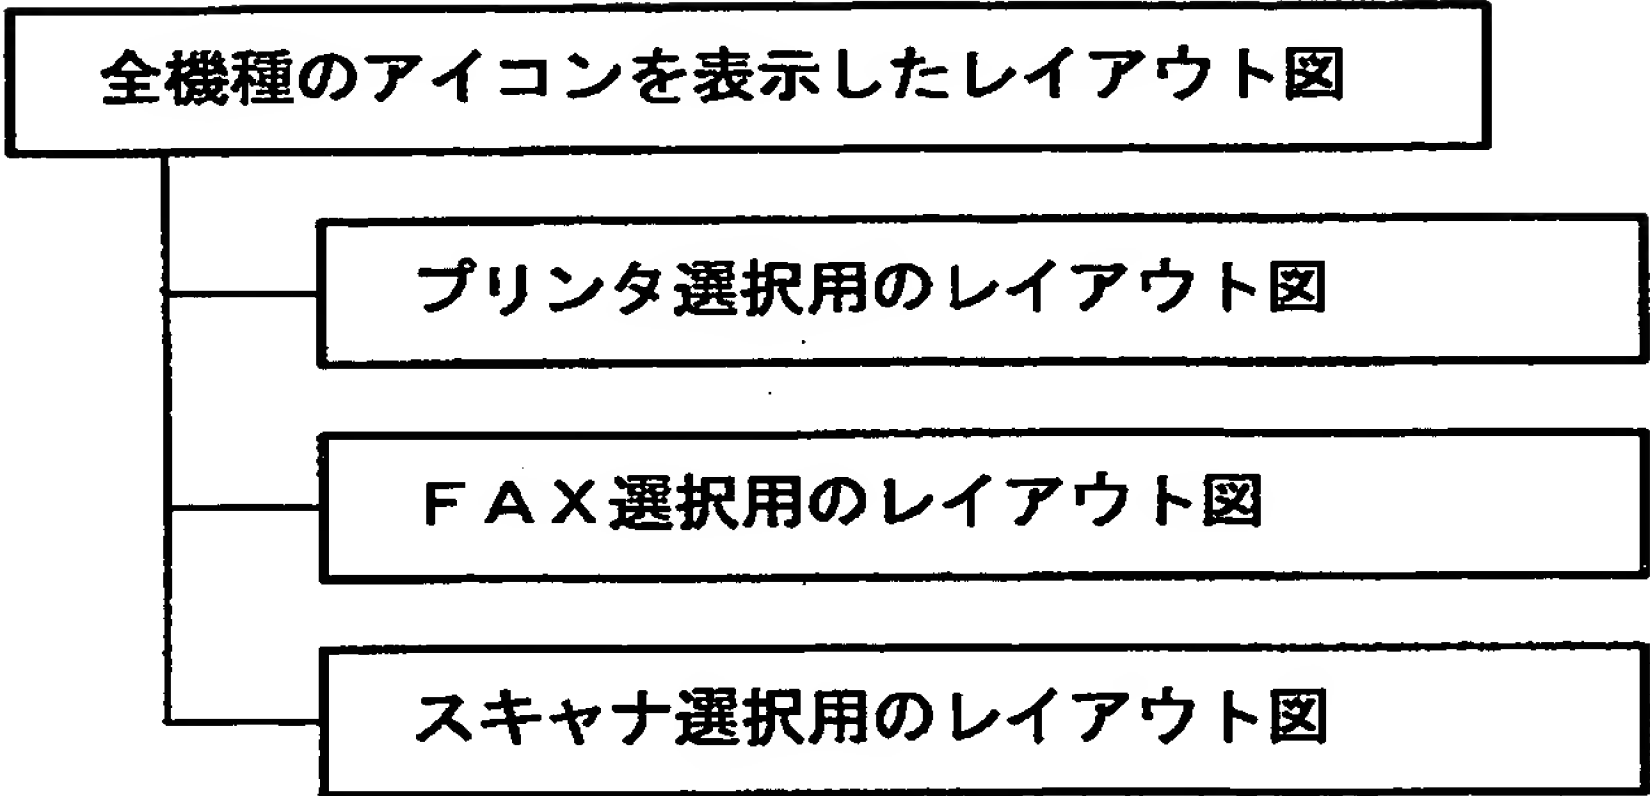 全機種のアイコンを表示したレイアウト図
プリンタ選択用のレイアウト図
ＦＡＸ選択用のレイアウト図
スキャナ選択用のレイアウト図